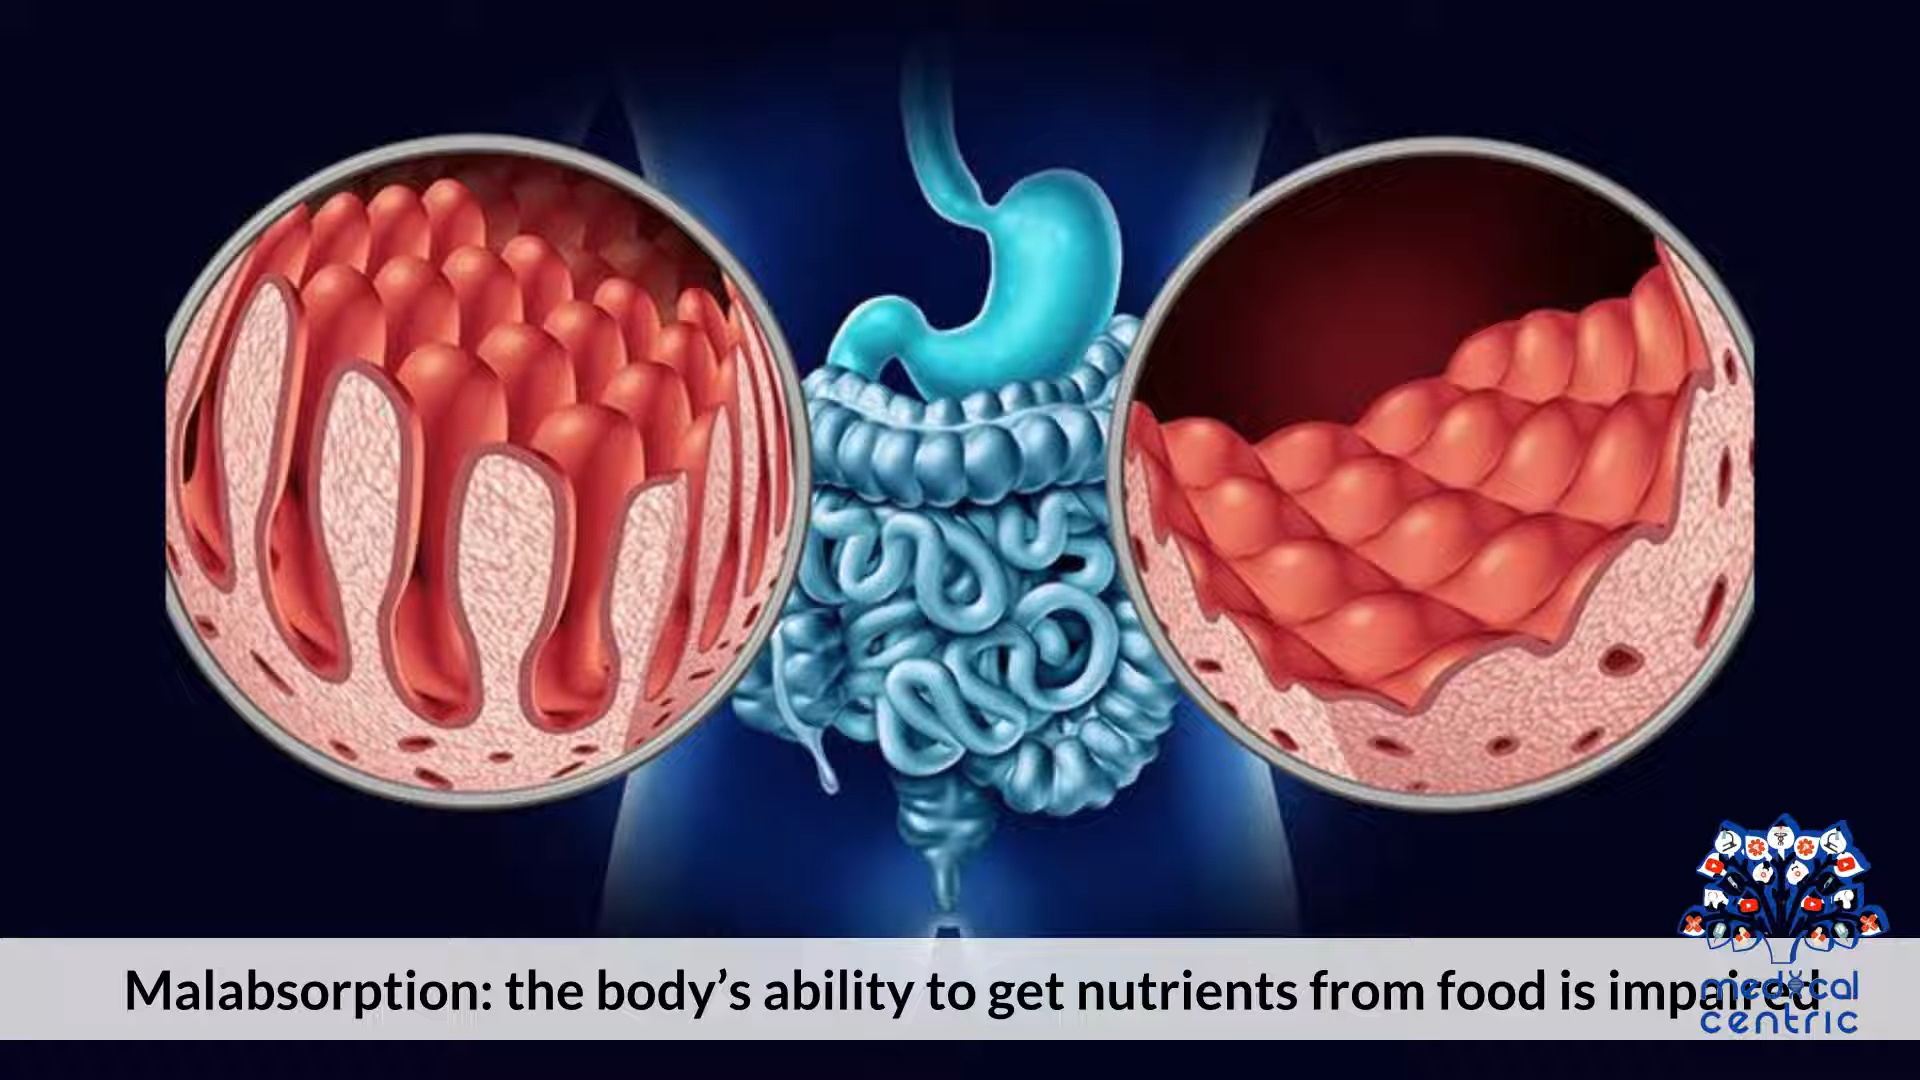 Malabsorption: the body’s ability to get nutrients from food is impaired
medical
centric